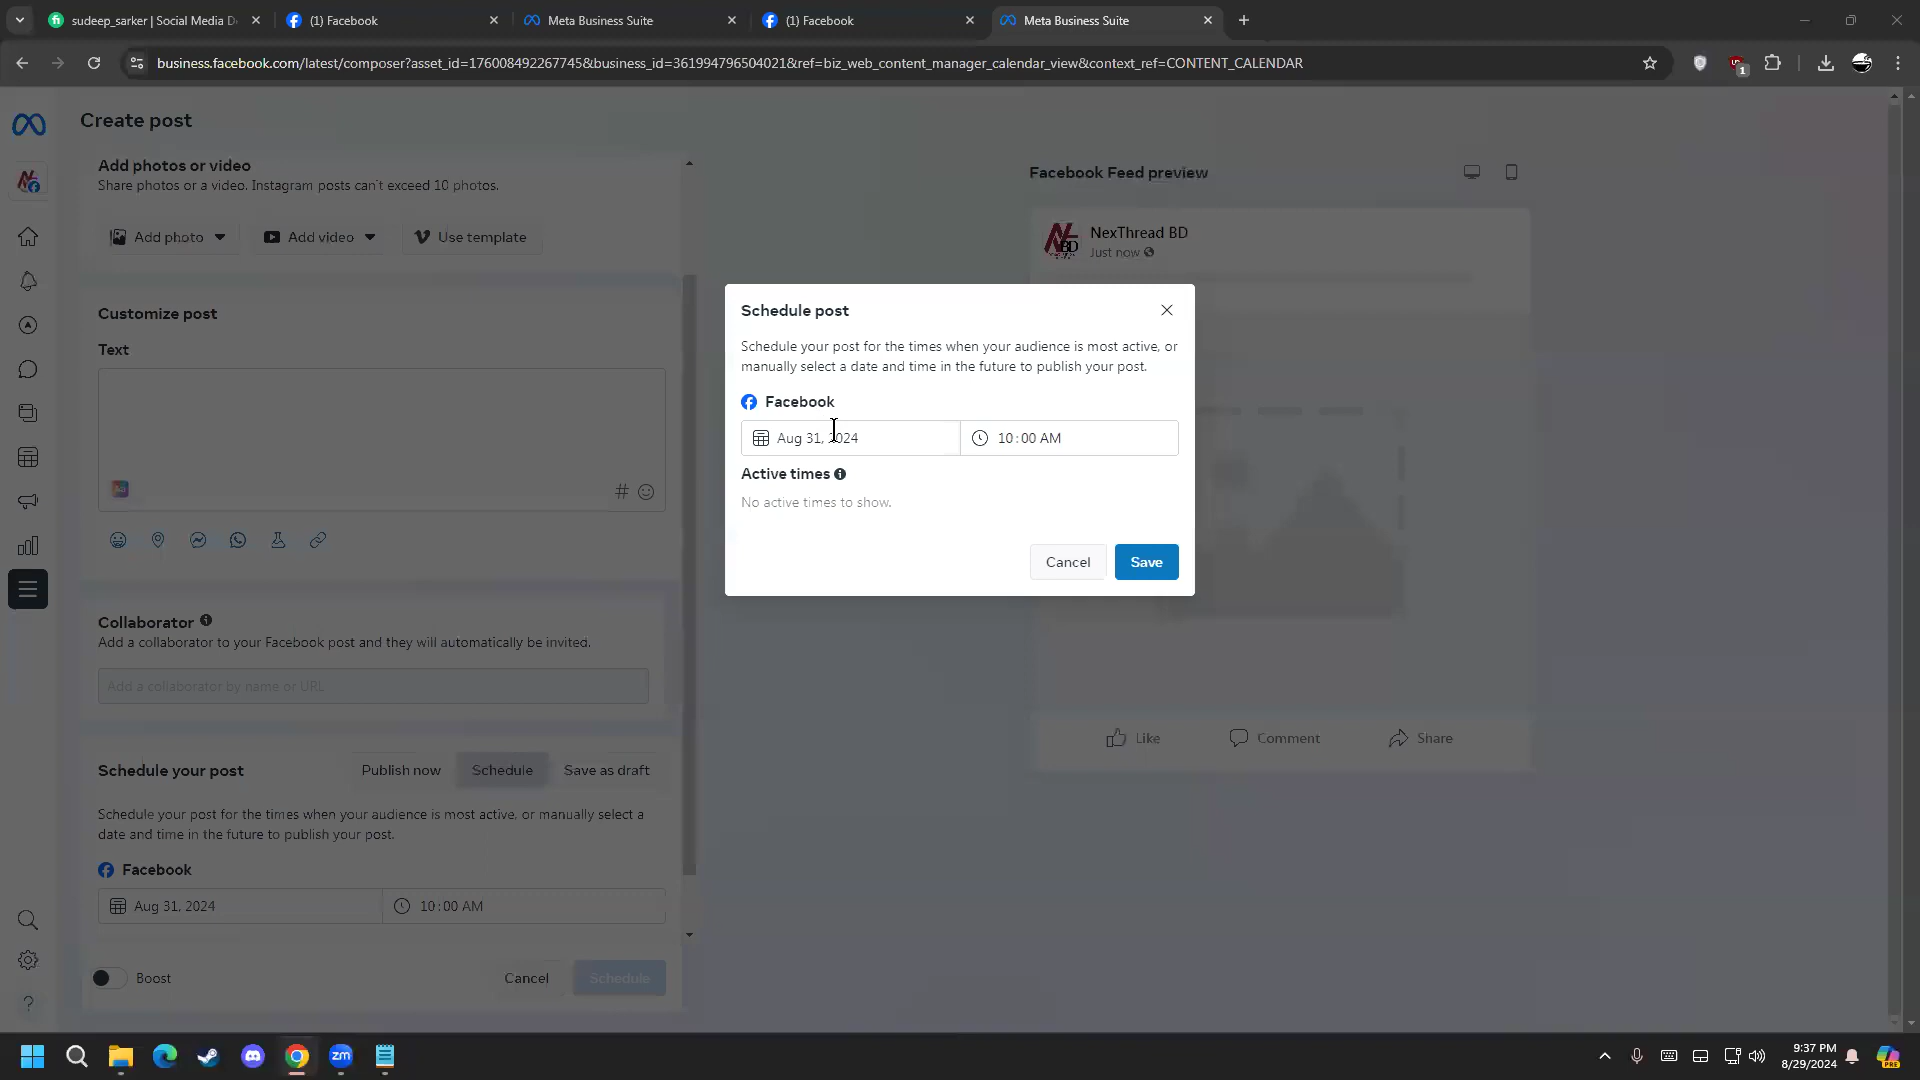 sudeep_sarker | Social Media D
(1) Facebook
Meta Business Suite
(1) Facebook
Meta Business Suite
business.facebook.com/latest/composer?asset_id=176008492267745&business_id=361994796504021&ref=biz_web_content_manager_calendar_view&context_ref=CONTENT_CALENDAR
1
Create post
Add photos or video
Share photos or a video. Instagram posts can't exceed 10 photos.
Add photo
Add video
Use template
Customize post
Text
Collaborator
Add a collaborator to your Facebook post and they will automatically be invited.
Add a collaborator by name or URL
Schedule your post
Publish now
Schedule
Save as draft
Schedule your post for the times when your audience is most active, or manually select a
date and time in the future to publish your post.
Facebook
Aug 31, 2024
10:00 AM
Boost
Cancel
Schedule
Schedule post
Schedule your post for the times when your audience is most active, or
manually select a date and time in the future to publish your post.
Facebook
Aug 31, 2024
10:00 AM
Active times
No active times to show.
Cancel
Save
Facebook Feed preview
NexThread BD
Just now
Like
Comment
Share
zm
9:37 PM
8/29/2024
PRE